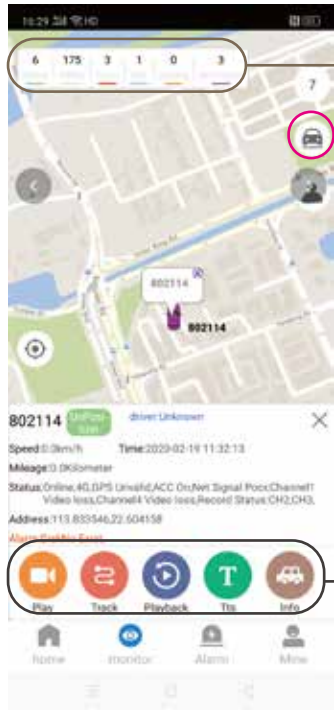 6 175 3 1 0 3
7
802114
802114
802114
driver Unknown
Speed:0.0km/h Time:2020-02-19 11:32:13
Mileage:0.0Kilometer
Status:Online,4G,GPS Unvalid,ACC On,Net Signal Poor,Channel1
Video loss,Channel4 Video loss,Record Status:CH2,CH3,
Address:113.833546,22.604158
Play Track Playback Tts Info
home monitor Alarm Mine